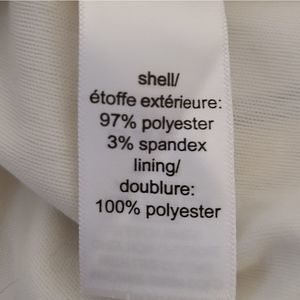 shell/
étoffe extérieure:
97% polyester
3% spandex
lining/
doublure:
100% polyester